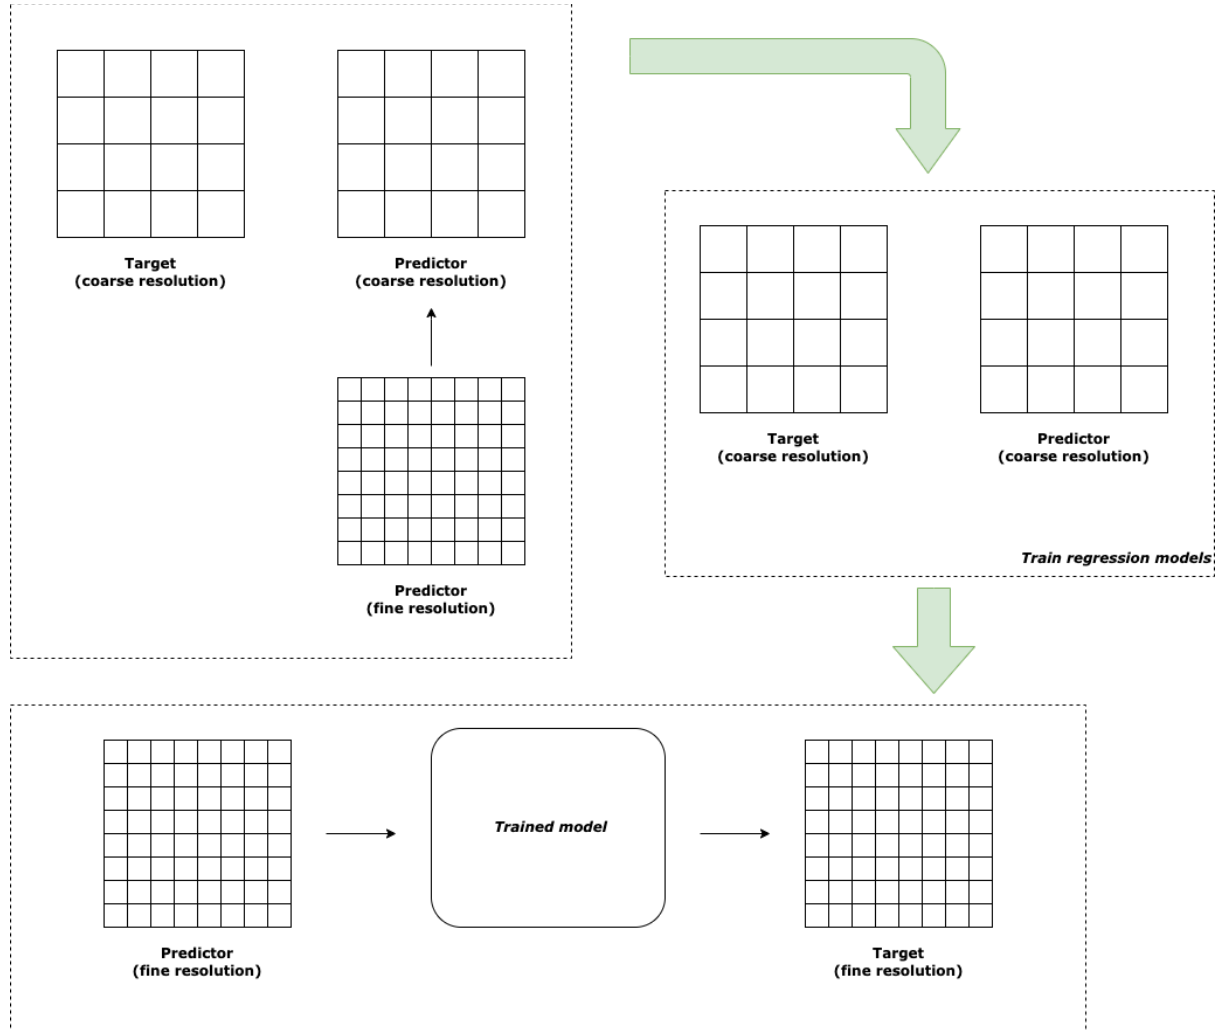 Target
(coarse resolution)
Predictor
(coarse resolution)
Predictor
(fine resolution)
Target
(coarse resolution)
Predictor
(coarse resolution)
Train regression models
Predictor
(fine resolution)
Trained model
Target
(fine resolution)